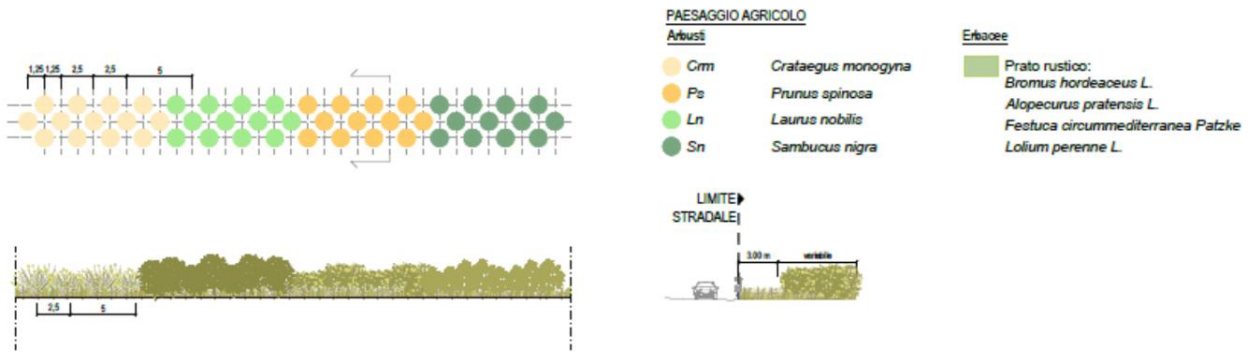 PAESAGGIO AGRICOLO
Arbusti
Crm Crataegus monogyna
Ps Prunus spinosa
Ln Laurus nobilis
Sn Sambucus nigra
Erbacee
Prato rustico:
Bromus hordeaceus L.
Alopecurus pratensis L.
Festuca circummediterranea Patzke
Lolium perenne L.
1,25 1,25 2,5 2,5 5
LIMITE
STRADALE
3.00 m variabile
2,5 5